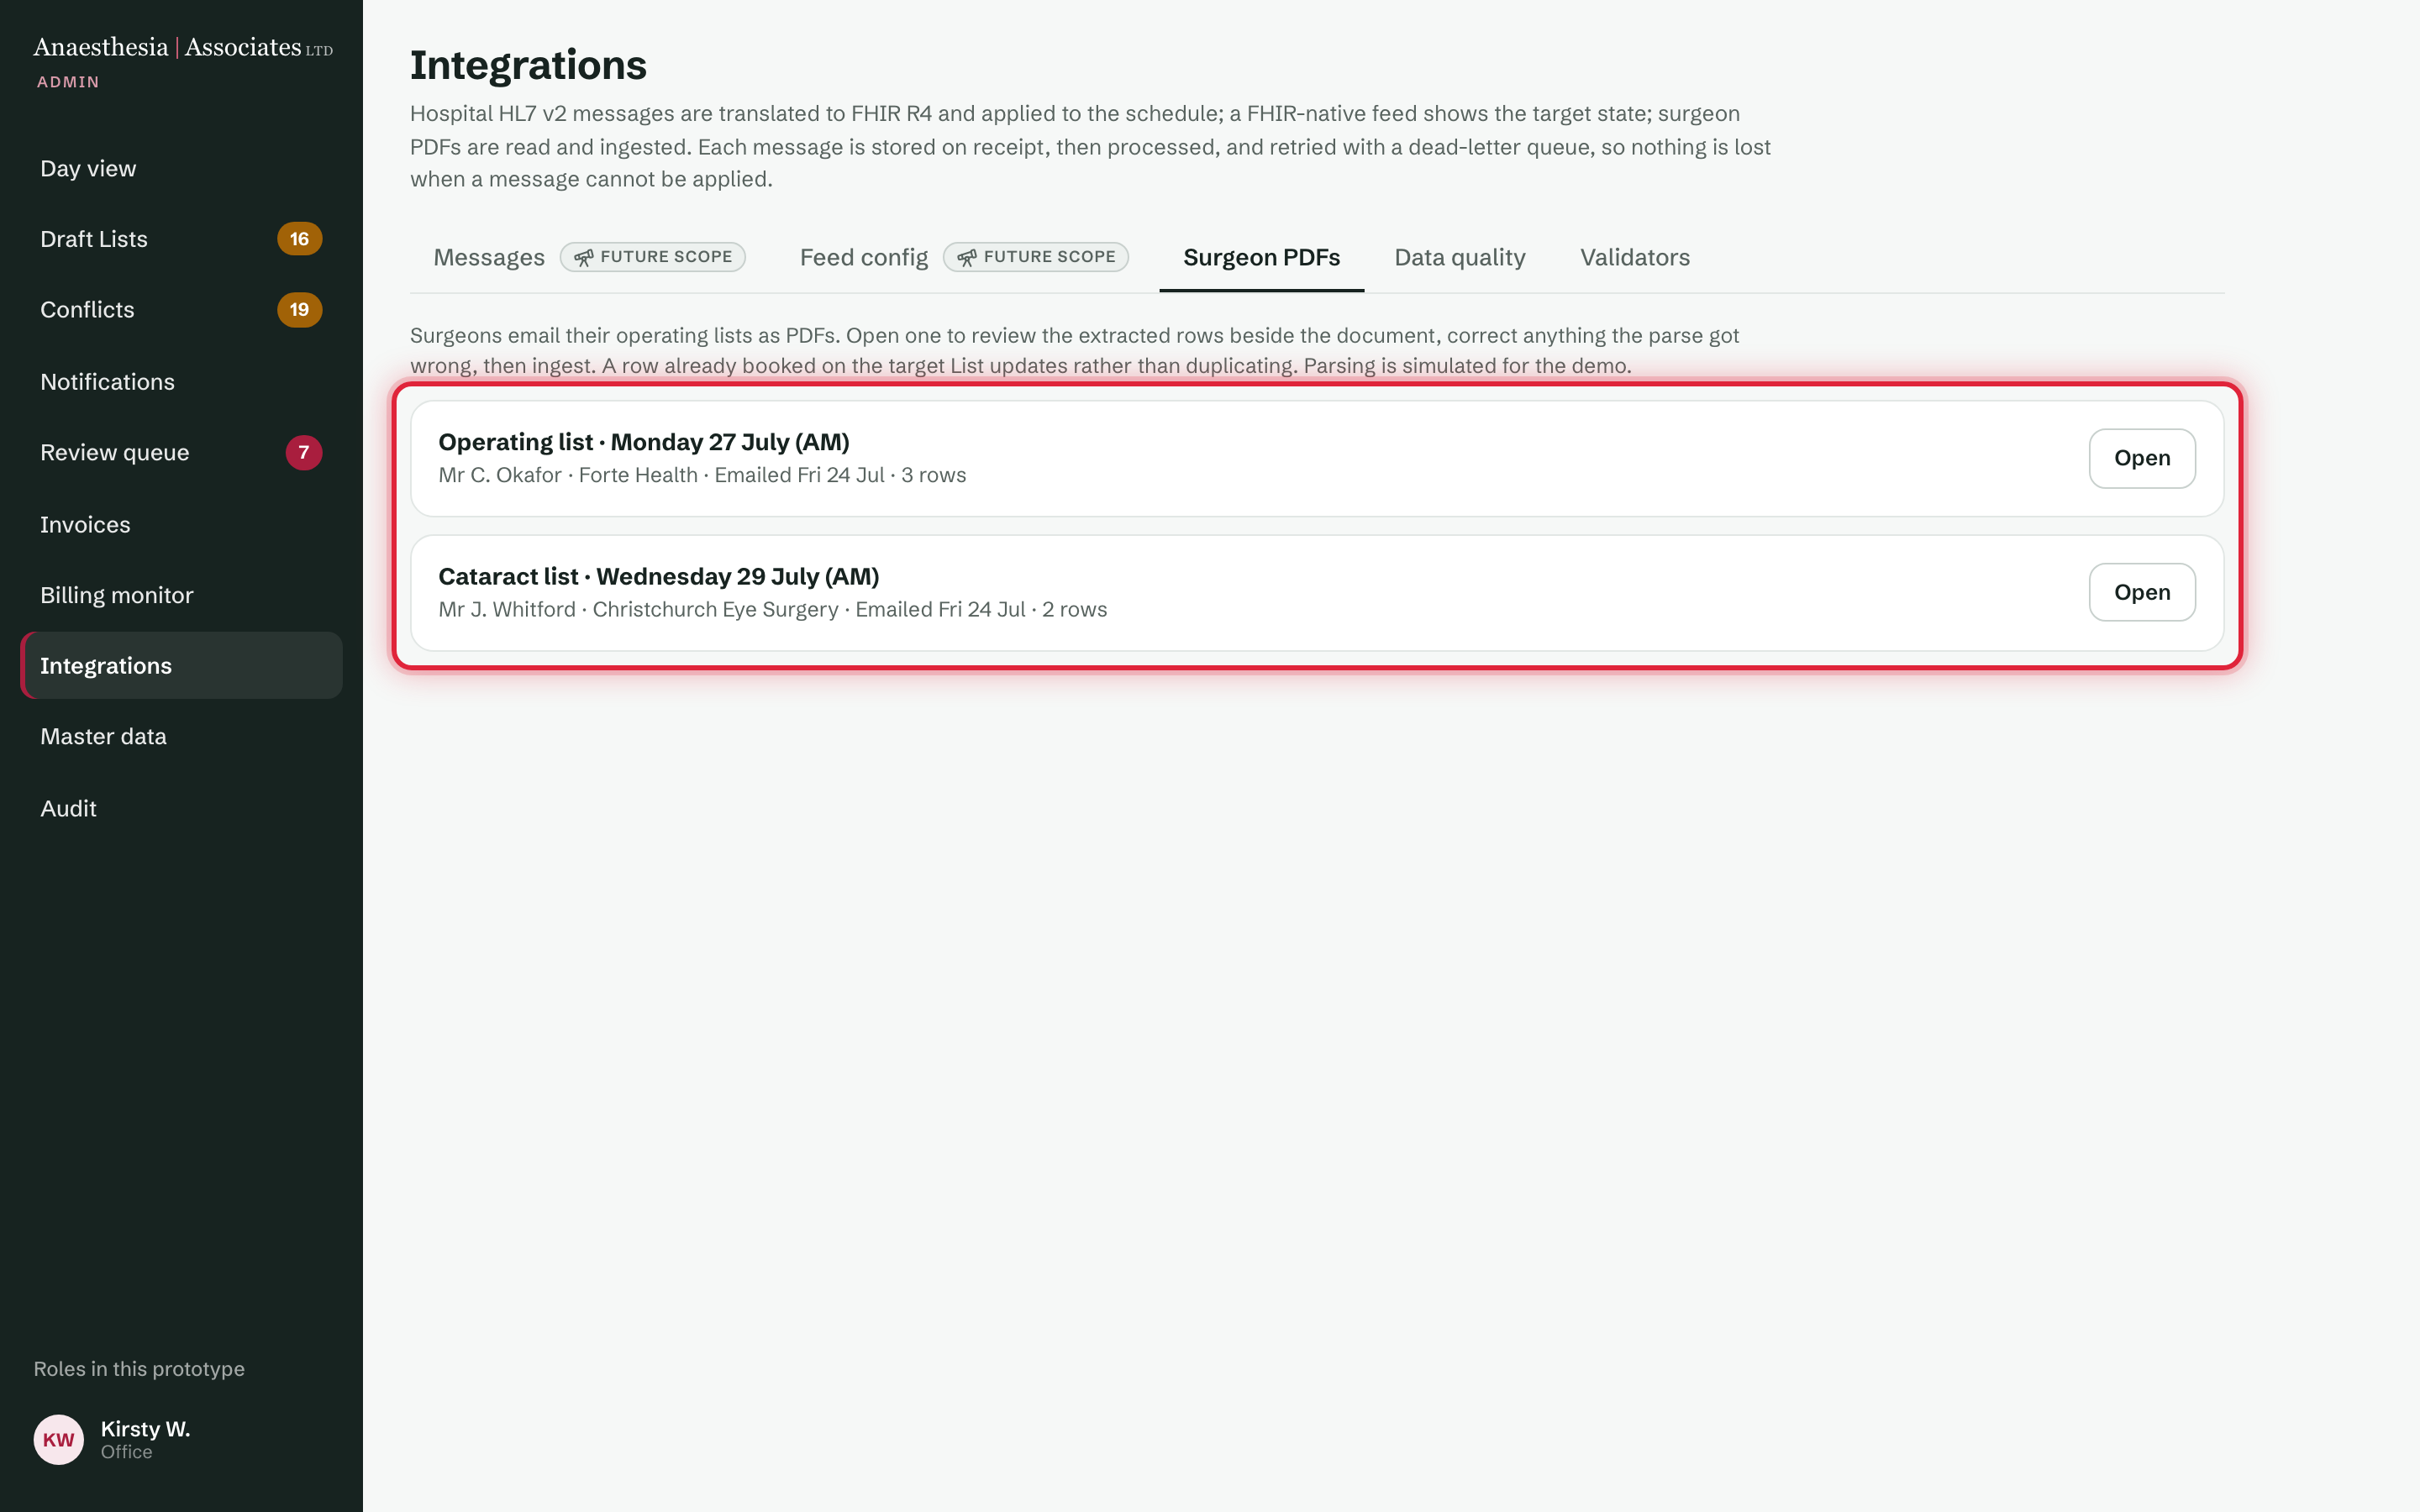 Anaesthesia | Associates LTD
ADMIN
Day view
Draft Lists 16
Conflicts 19
Notifications
Review queue 7
Invoices
Billing monitor
Integrations
Master data
Audit
Roles in this prototype
KW
Kirsty W.
Office
Integrations
Hospital HL7 v2 messages are translated to FHIR R4 and applied to the schedule; a FHIR-native feed shows the target state; surgeon
PDFs are read and ingested. Each message is stored on receipt, then processed, and retried with a dead-letter queue, so nothing is lost
when a message cannot be applied.
Messages FUTURE SCOPE Feed config FUTURE SCOPE Surgeon PDFs Data quality Validators
Surgeons email their operating lists as PDFs. Open one to review the extracted rows beside the document, correct anything the parse got
wrong, then ingest. A row already booked on the target List updates rather than duplicating. Parsing is simulated for the demo.
Operating list · Monday 27 July (AM)
Mr C. Okafor · Forte Health · Emailed Fri 24 Jul · 3 rows
Open
Cataract list · Wednesday 29 July (AM)
Mr J. Whitford · Christchurch Eye Surgery · Emailed Fri 24 Jul · 2 rows
Open